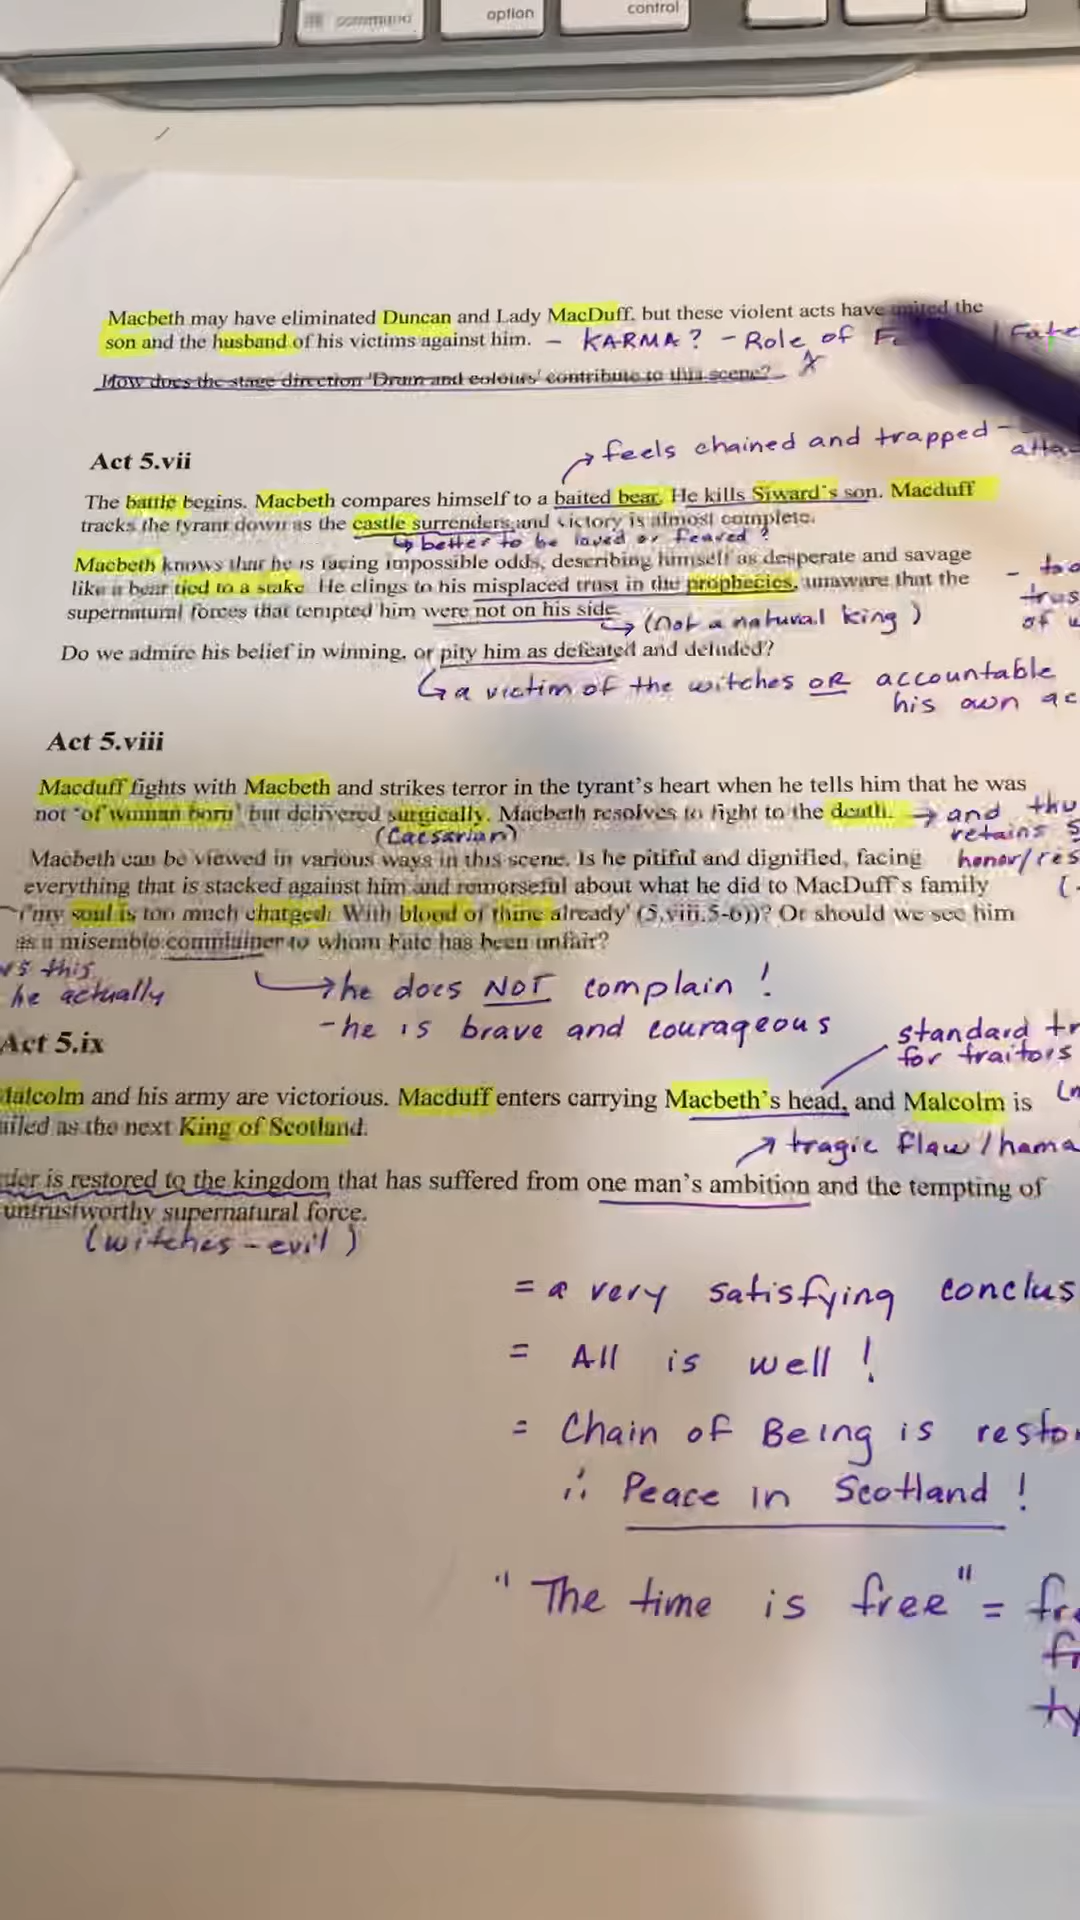 command
option
control
Macbeth may have eliminated Duncan and Lady MacDuff, but these violent acts have united the
son and the husband of his victims against him. - KARMA? - Role of / Fate
How does the stage direction 'Drum and colours' contribute to this scene?
feels chained and trapped -
Act 5.vii
The battle begins. Macbeth compares himself to a baited bear. He kills Siward's son. Macduff
tracks the tyrant down as the castle surrenders and victory is almost complete.
better to be loved or feared?
Macbeth knows that he is facing impossible odds, describing himself as desperate and savage
like a bear tied to a stake. He clings to his misplaced trust in the prophecies, unaware that the
supernatural forces that tempted him were not on his side.
(not a natural king)
of
Do we admire his belief in winning, or pity him as defeated and deluded?
a victim of the witches OR accountable
his own
Act 5.viii
Macduff fights with Macbeth and strikes terror in the tyrant's heart when he tells him that he was
not 'of woman born' but delivered surgically. Macbeth resolves to fight to the death. → and
(Caesarian) retains
Macbeth can be viewed in various ways in this scene. Is he pitiful and dignified, facing honor/res
everything that is stacked against him and remorseful about what he did to MacDuff's family
('my soul is too much charged: With blood of thine already' (5.viii.5-6))? Or should we see him
as a miserable complainer to whom Fate has been unfair?
this
he actually
he does NOT complain!
- he is brave and courageous
standard tr
for traitors
Act 5.ix
Malcolm and his army are victorious. Macduff enters carrying Macbeth's head, and Malcolm is
ailed as the next King of Scotland.
tragic flaw / hama
der is restored to the kingdom that has suffered from one man's ambition and the tempting of
untrustworthy supernatural force.
(witches - evil)
= a very satisfying conclus
= All is well!
= Chain of Being is resto
∴ Peace in Scotland!
"The time is free" =